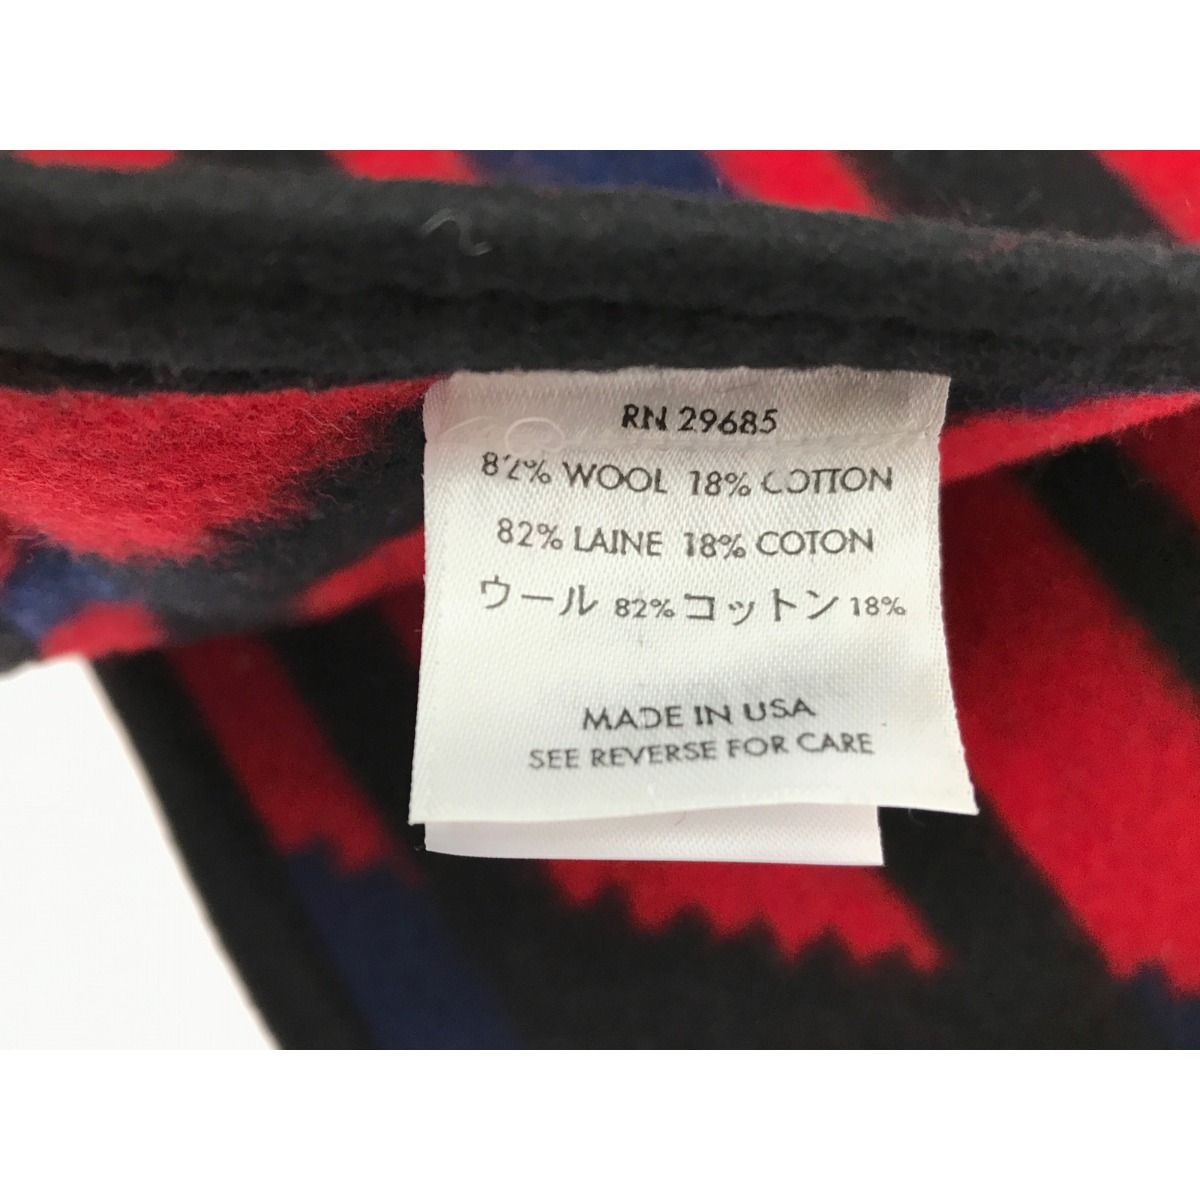 RN 29685
82% WOOL 18% COTTON
82% LAINE 18% COTON
ウール 82% コットン 18%
MADE IN USA
SEE REVERSE FOR CARE